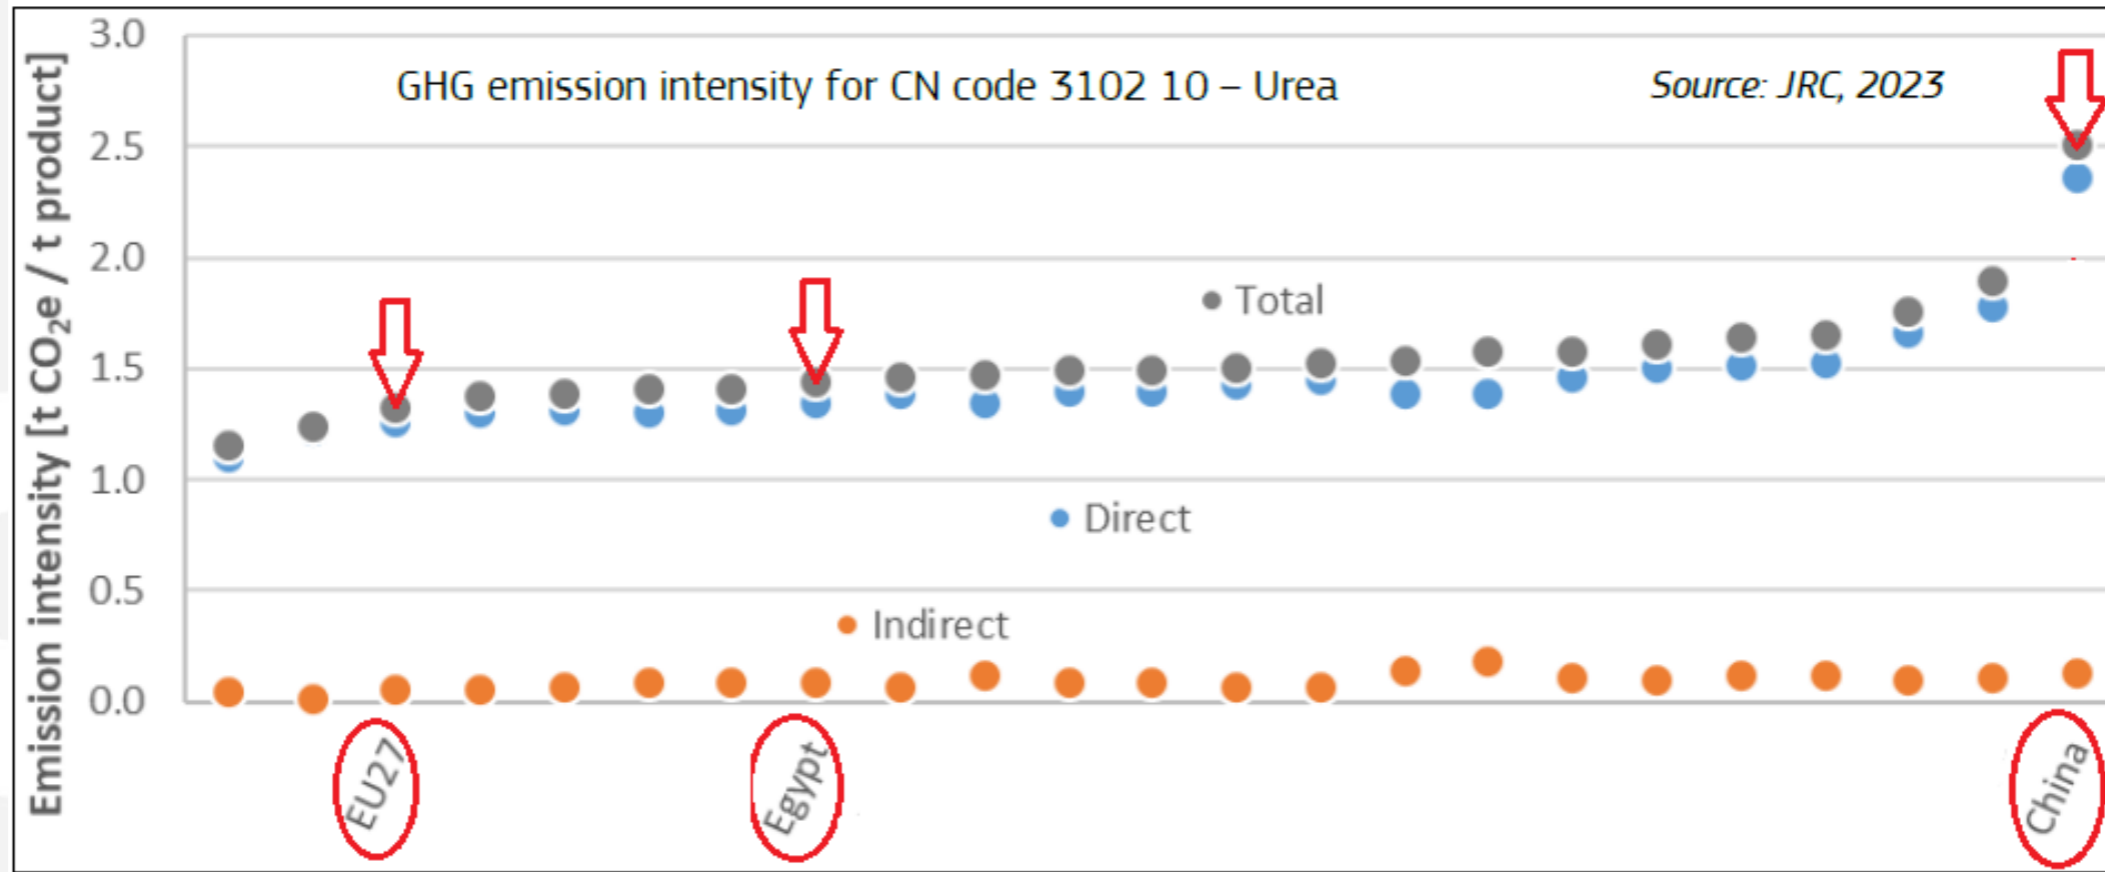 GHG emission intensity for CN code 3102 10 – Urea
Source: JRC, 2023
Emission intensity [t CO₂e / t product]
3.0
2.5
2.0
1.5
1.0
0.5
0.0
Total
Direct
Indirect
EU27
Egypt
China